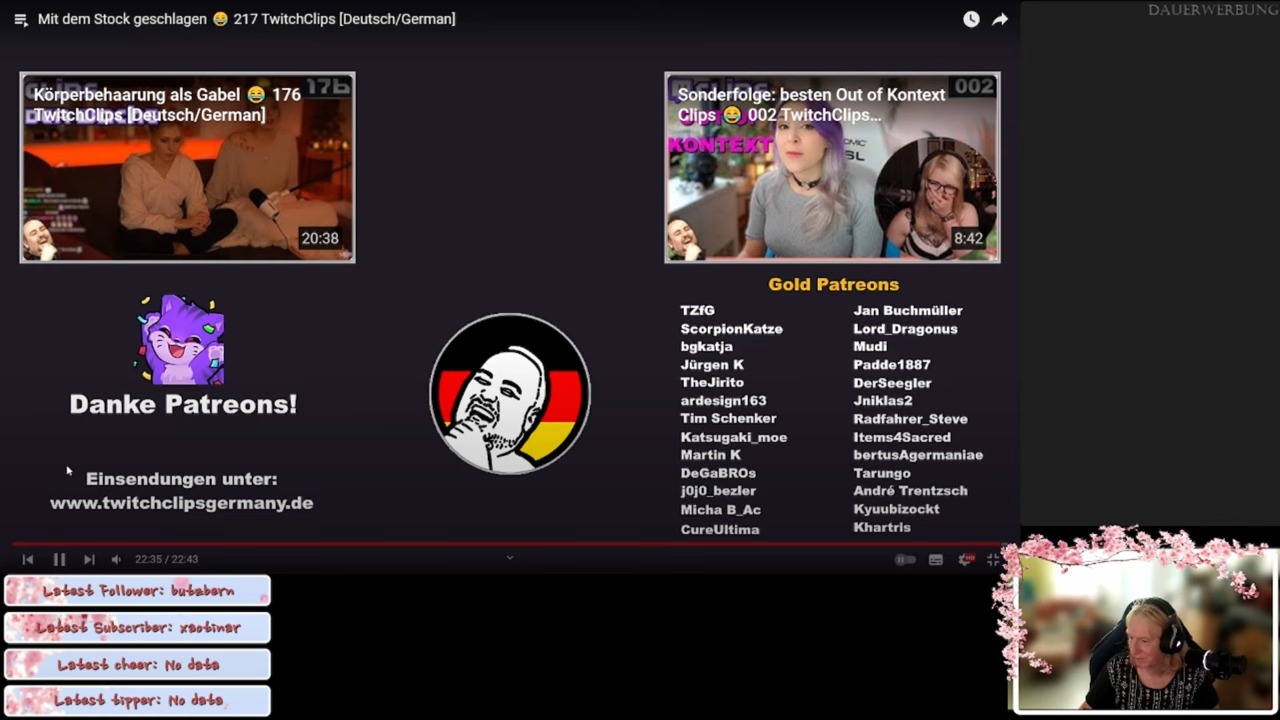 Mit dem Stock geschlagen 😂 217 TwitchClips [Deutsch/German]
DAUERWERBUNG
Körperbehaarung als Gabel 😂 176
TwitchClips [Deutsch/German]
176
20:38
Sonderfolge: besten Out of Kontext
Clips 😂 002 TwitchClips...
002
KONTEXT
8:42
Gold Patreons
TZfG
ScorpionKatze
bgkatja
Jürgen K
TheJirito
ardesign163
Tim Schenker
Katsugaki_moe
Martin K
DeGaBROs
j0j0_bezler
Micha B_Ac
CureUltima
Jan Buchmüller
Lord_Dragonus
Mudi
Padde1887
DerSeegler
Jniklas2
Radfahrer_Steve
Items4Sacred
bertusAgermaniae
Tarungo
André Trentzsch
Kyuubizockt
Khartris
Danke Patreons!
Einsendungen unter:
www.twitchclipsgermany.de
22:35 / 22:43
HD
Latest Follower: butzbern
Latest Subscriber: xaotinar
Latest cheer: No data
Latest tipper: No data